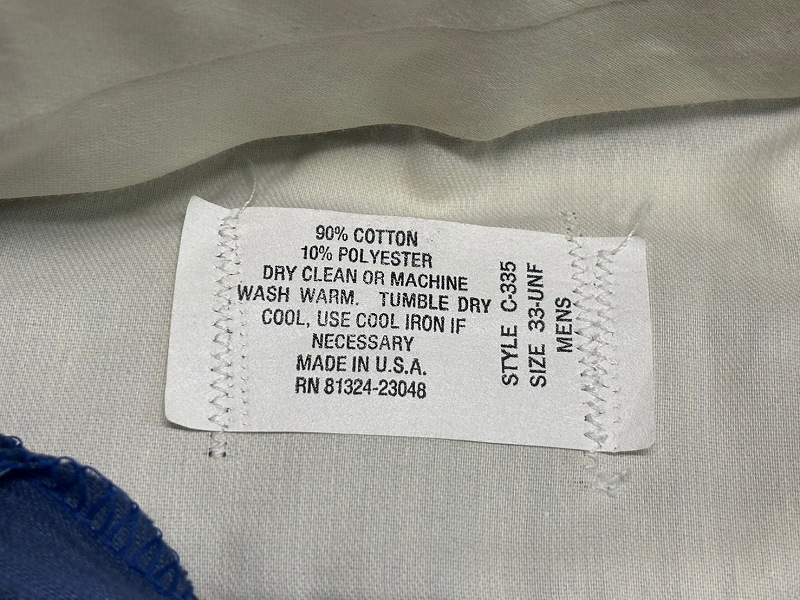 90% COTTON
10% POLYESTER
DRY CLEAN OR MACHINE
WASH WARM. TUMBLE DRY
COOL, USE COOL IRON IF
NECESSARY
MADE IN U.S.A.
RN 81324-23048
STYLE C-335
SIZE 33-UNF
MENS